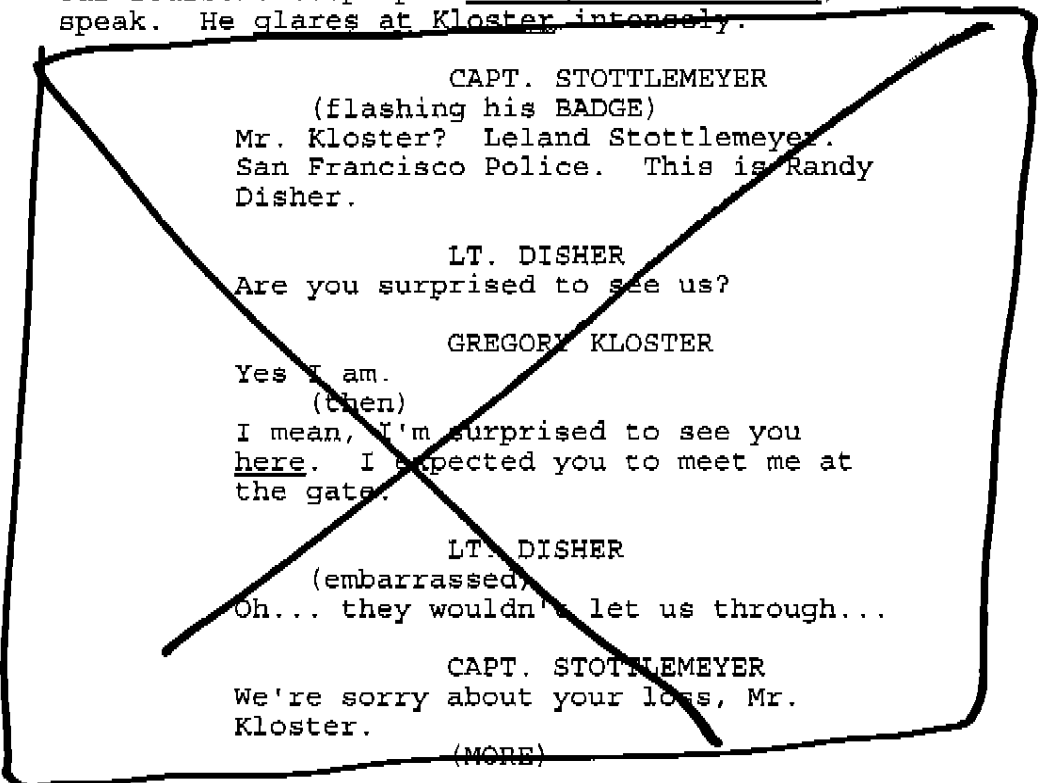 speak. He glares at Kloster intensely.
CAPT. STOTTLEMEYER
(flashing his BADGE)
Mr. Kloster? Leland Stottlemeyer.
San Francisco Police. This is Randy
Disher.
LT. DISHER
Are you surprised to see us?
GREGORY KLOSTER
Yes I am.
(then)
I mean, I'm surprised to see you
here. I expected you to meet me at
the gate.
LT. DISHER
(embarrassed)
Oh... they wouldn't let us through...
CAPT. STOTTLEMEYER
We're sorry about your loss, Mr.
Kloster.
(MORE)